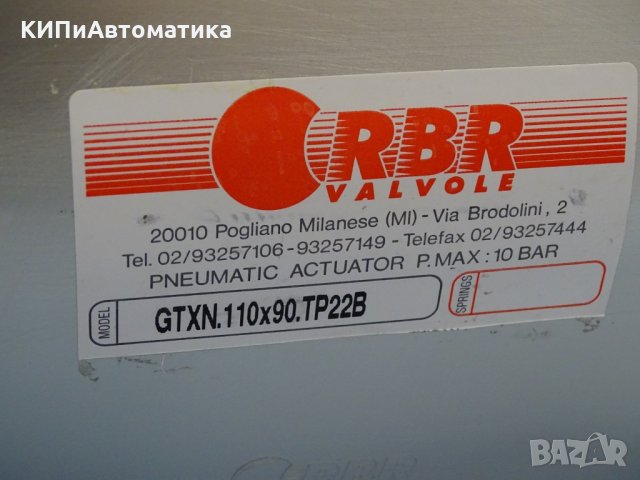 КИПиАвтоматика
RBR
VALVOLE
20010 Pogliano Milanese (MI) - Via Brodolini, 2
Tel. 02/93257106-93257149 - Telefax 02/93257444
PNEUMATIC ACTUATOR P.MAX: 10 BAR
MODEL
GTXN.110x90.TP22B
SPRINGS
BAZAR